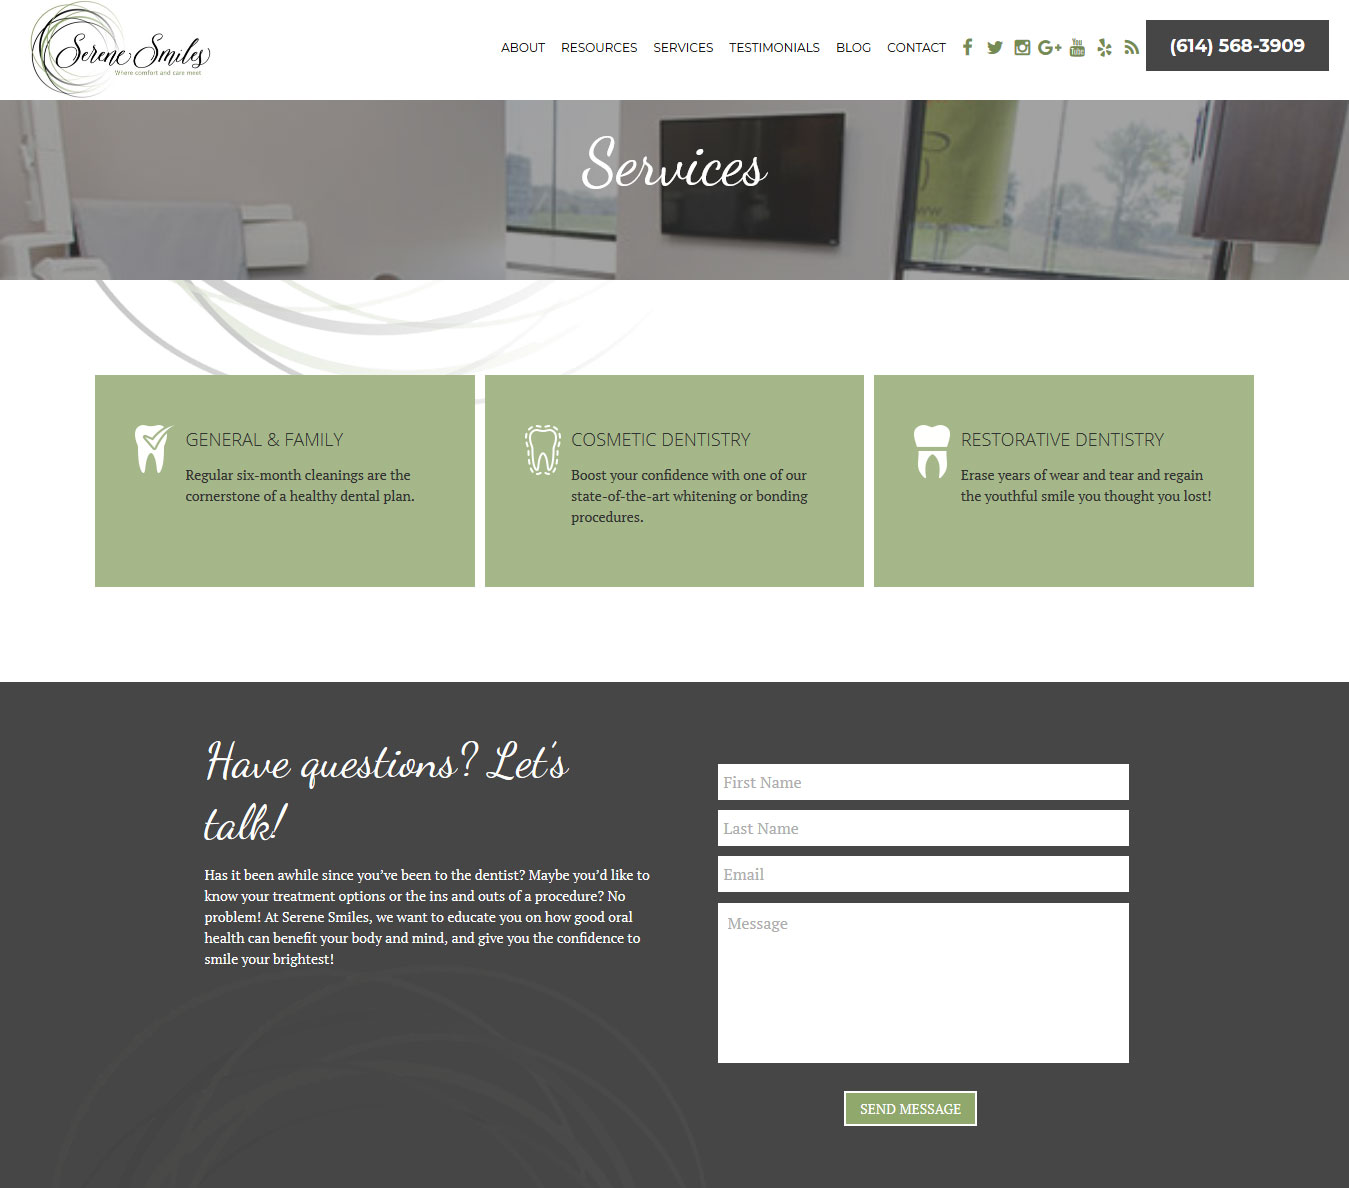 Serene Smiles
Where comfort and care meet
ABOUT RESOURCES SERVICES TESTIMONIALS BLOG CONTACT
G+
You
Tube
(614) 568-3909
Services
GENERAL & FAMILY
Regular six-month cleanings are the
cornerstone of a healthy dental plan.
COSMETIC DENTISTRY
Boost your confidence with one of our
state-of-the-art whitening or bonding
procedures.
RESTORATIVE DENTISTRY
Erase years of wear and tear and regain
the youthful smile you thought you lost!
Have questions? Let's
talk!
Has it been awhile since you’ve been to the dentist? Maybe you’d like to
know your treatment options or the ins and outs of a procedure? No
problem! At Serene Smiles, we want to educate you on how good oral
health can benefit your body and mind, and give you the confidence to
smile your brightest!
First Name
Last Name
Email
Message
SEND MESSAGE